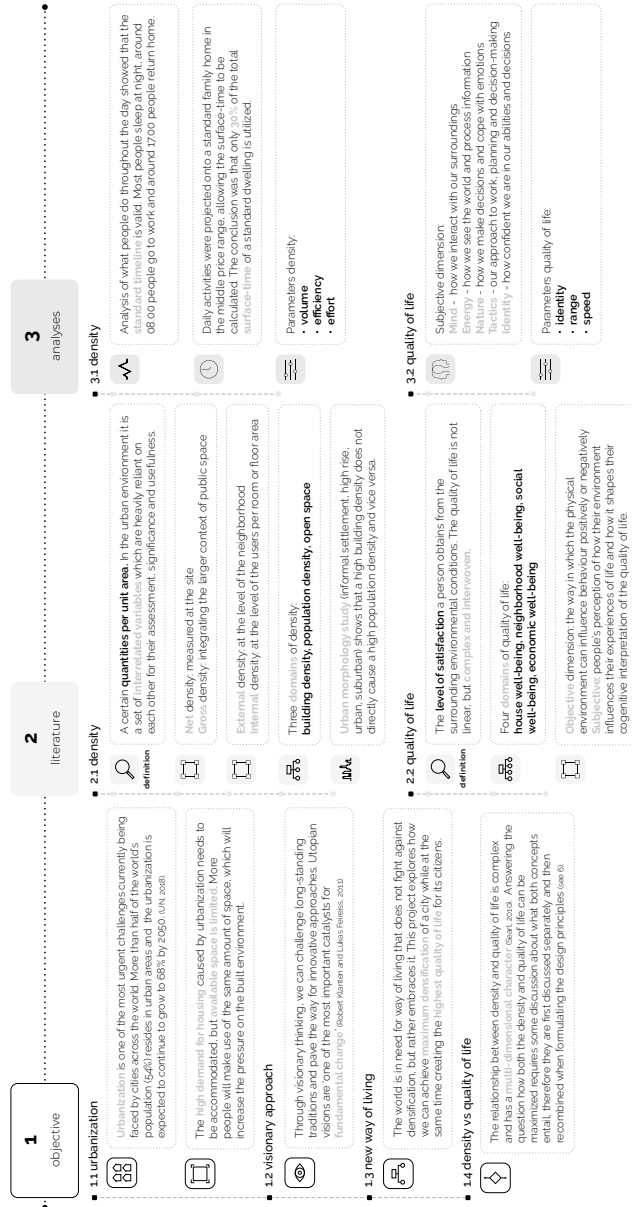 1
objective
1.1 urbanization
Urbanization is one of the most urgent challenges currently being
faced by cities across the world. More than half of the world's
population (54%) resides in urban areas and the urbanization is
expected to continue to grow to 68% by 2050. (U.N, 2018).
The high demand for housing caused by urbanization needs to
be accommodated, but available space is limited. More
people will make use of the same amount of space, which will
increase the pressure on the built environment.
1.2 visionary approach
Through visionary thinking, we can challenge long-standing
traditions and pave the way for innovative approaches. Utopian
visions are 'one of the most important catalysts for
fundamental change' (Robert Klanten and Lukas Feireiss, 2011)
1.3 new way of living
The world is in need for way of living that does not fight against
densification, but rather embraces it. This project explores how
we can achieve maximum densification of a city while at the
same time creating the highest quality of life for its citizens.
1.4 density vs quality of life
The relationship between density and quality of life is complex
and has a multi-dimensional character (Searl, 2010). Answering the
question how both the density and quality of life can be
maximized requires some discussion about what both concepts
entail, therefore they are first discussed separately and then
recombined when formulating the design principles (see 6).
2
literature
2.1 density
definition
A certain quantities per unit area. In the urban environment it is
a set of interrelated variables which are heavily reliant on
each other for their assessment, significance and usefulness.
Net density: measured at the site
Gross density: integrating the larger context of public space
External density: at the level of the neighborhood
Internal density: at the level of the users per room or floor area
Three domains of density:
building density, population density, open space
Urban morphology study (informal settlement, high rise,
urban, suburban) shows that a high building density does not
directly cause a high population density and vice versa.
2.2 quality of life
definition
The level of satisfaction a person obtains from the
surrounding environmental conditions. The quality of life is not
linear, but complex and interwoven.
Four domains of quality of life:
house well-being, neighborhood well-being, social
well-being, economic well-being
Objective dimension: the way in which the physical
environment can influence behaviour positively or negatively
Subjective: people's perception of how their environment
influences their experiences of life and how it shapes their
cogenitive interpretation of the quality of life.
3
analyses
3.1 density
Analysis of what people do throughout the day showed that the
standard timeline is valid. Most people sleep at night, around
08.00 people go to work and around 17.00 people return home.
Daily activities were projected onto a standard family home in
the middle price range, allowing the surface-time to be
calculated. The conclusion was that only 30% of the total
surface-time of a standard dwelling is utilized.
Parameters density:
• volume
• efficiency
• effort
3.2 quality of life
Subjective dimension:
Mind - how we interact with our surroundings
Energy - how we see the world and process information
Nature - how we make decisions and cope with emotions
Tactics - our approach to work, planning and decision-making
Identity - how confident we are in our abilities and decisions
Parameters quality of life:
• identity
• range
• speed